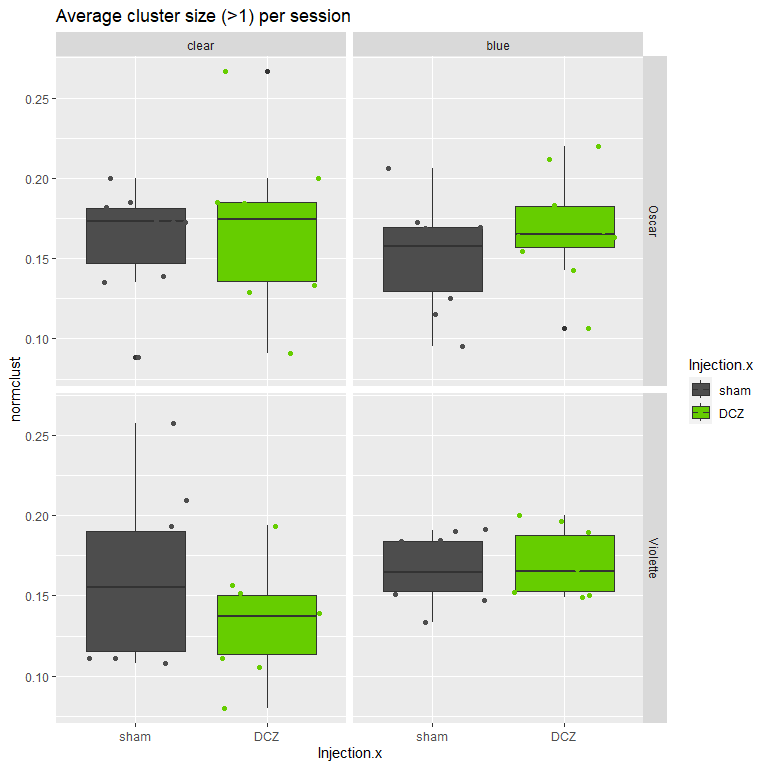 Average cluster size (>1) per session
clear
blue
normclust
0.25
0.20
0.15
0.10
Oscar
0.25
0.20
0.15
0.10
Violette
sham
DCZ
sham
DCZ
Injection.x
Injection.x
sham
DCZ